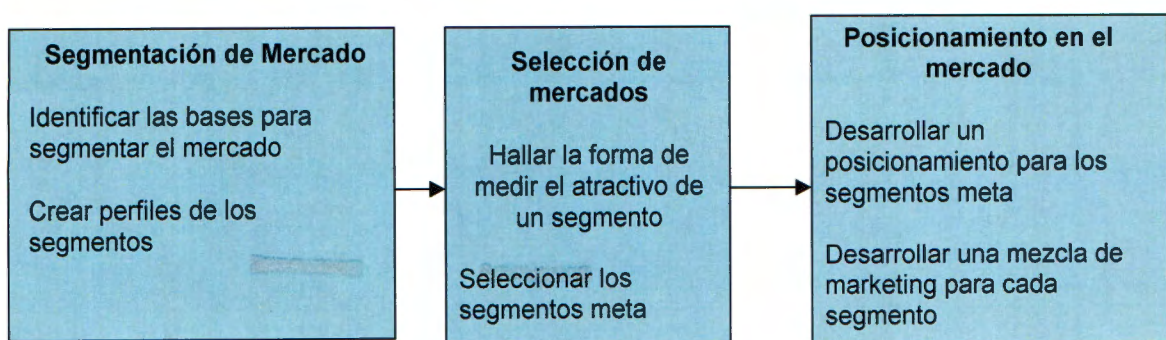 Segmentación de Mercado
Identificar las bases para
segmentar el mercado
Crear perfiles de los
segmentos
Selección de
mercados
Hallar la forma de
medir el atractivo de
un segmento
Seleccionar los
segmentos meta
Posicionamiento en el
mercado
Desarrollar un
posicionamiento para los
segmentos meta
Desarrollar una mezcla de
marketing para cada
segmento